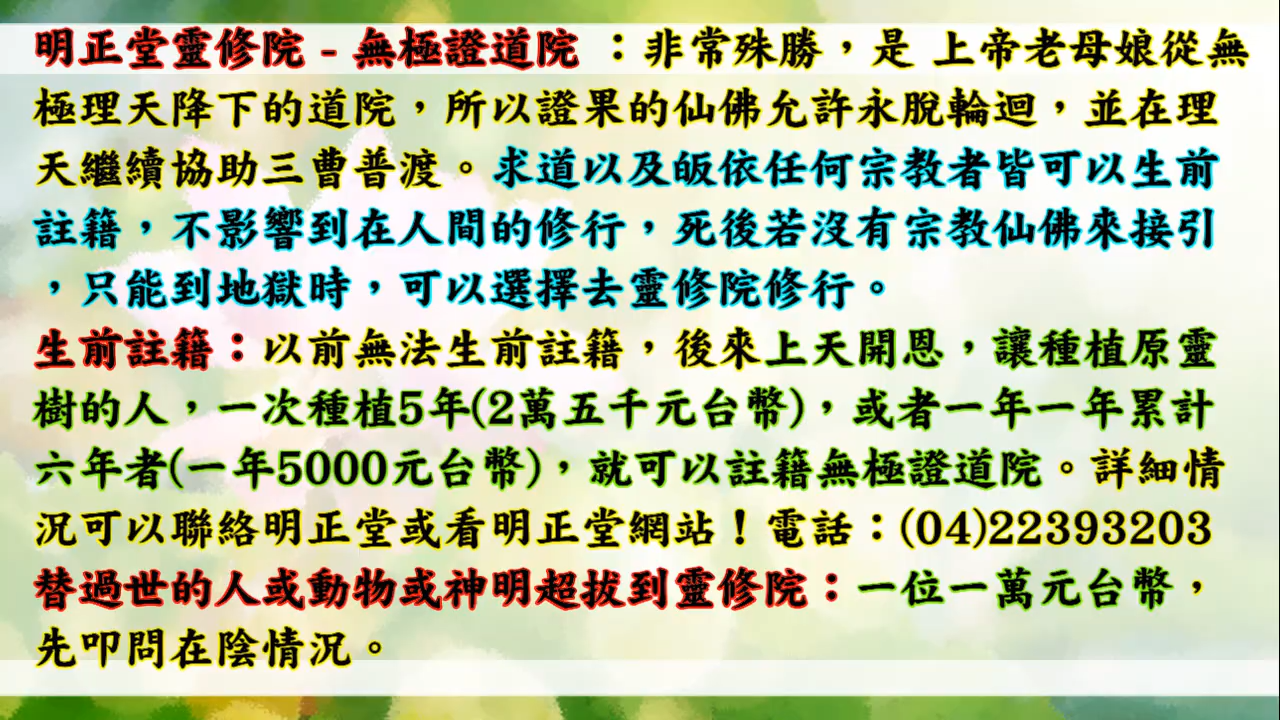 明正堂靈修院 - 無極證道院 ：非常殊勝，是 上帝老母娘從無
極理天降下的道院，所以證果的仙佛允許永脫輪迴，並在理
天繼續協助三曹普渡。求道以及皈依任何宗教者皆可以生前
註籍，不影響到在人間的修行，死後若沒有宗教仙佛來接引
，只能到地獄時，可以選擇去靈修院修行。
生前註籍：以前無法生前註籍，後來上天開恩，讓種植原靈
樹的人，一次種植5年(2萬五千元台幣)，或者一年一年累計
六年者(一年5000元台幣)，就可以註籍無極證道院。詳細情
況可以聯絡明正堂或看明正堂網站！電話：(04)22393203
替過世的人或動物或神明超拔到靈修院：一位一萬元台幣，
先叩問在陰情況。